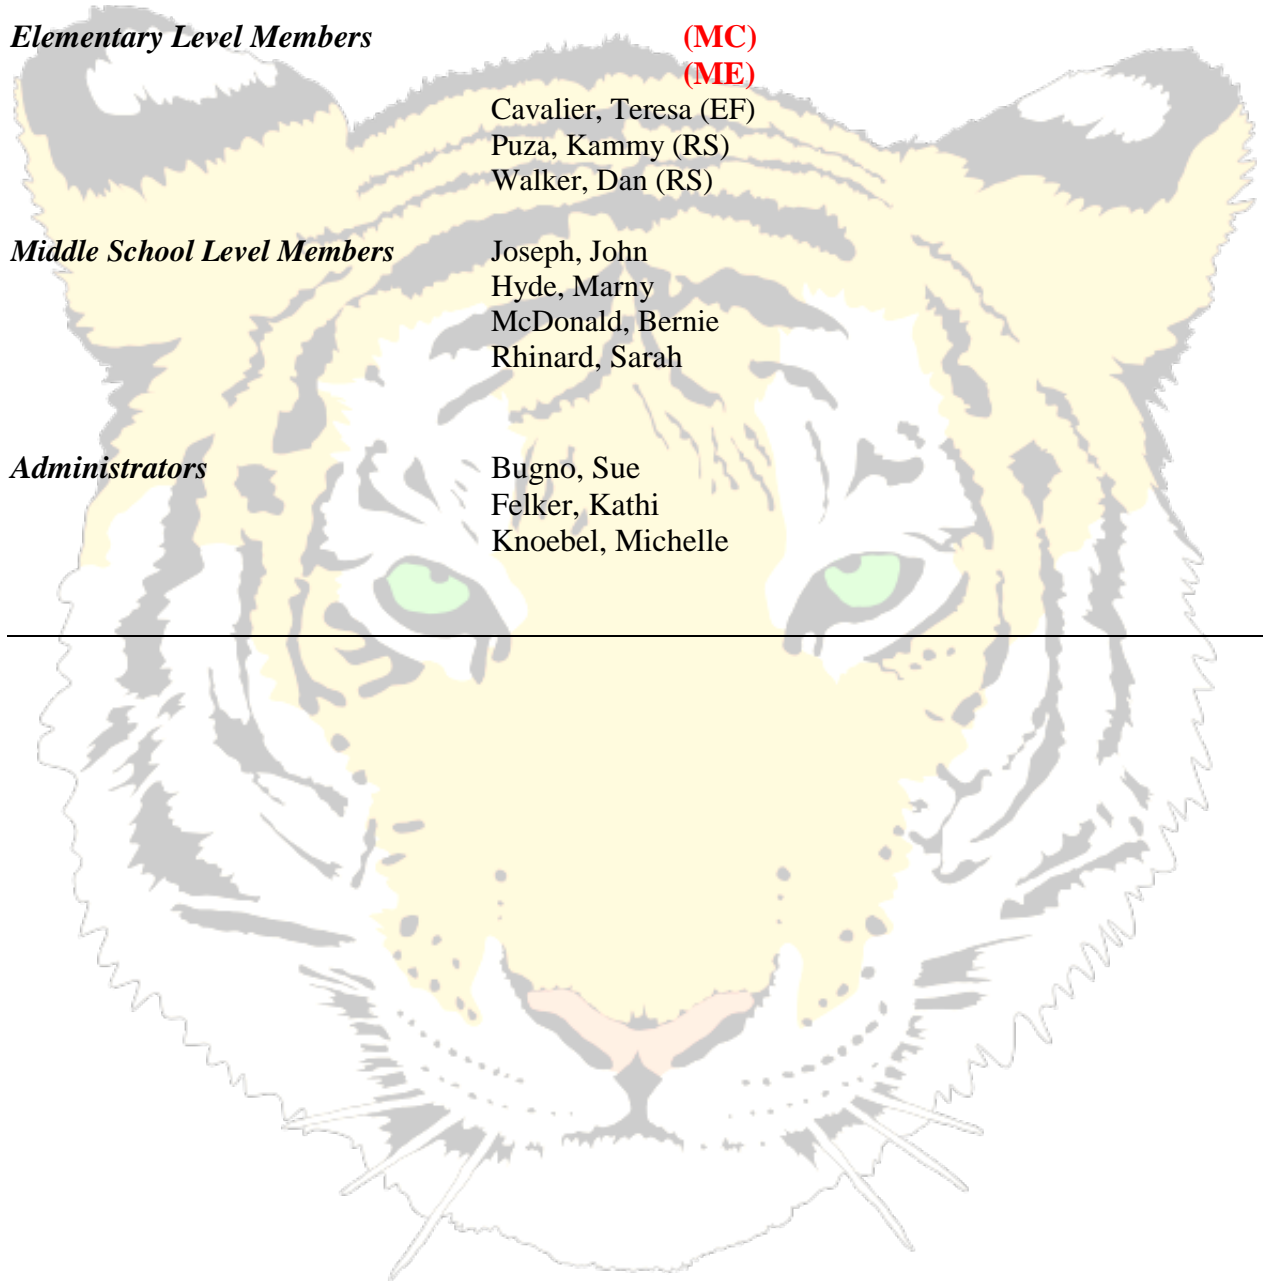 Elementary Level Members (MC)
(ME)
Cavalier, Teresa (EF)
Puza, Kammy (RS)
Walker, Dan (RS)
Middle School Level Members Joseph, John
Hyde, Marny
McDonald, Bernie
Rhinard, Sarah
Administrators Bugno, Sue
Felker, Kathi
Knoebel, Michelle